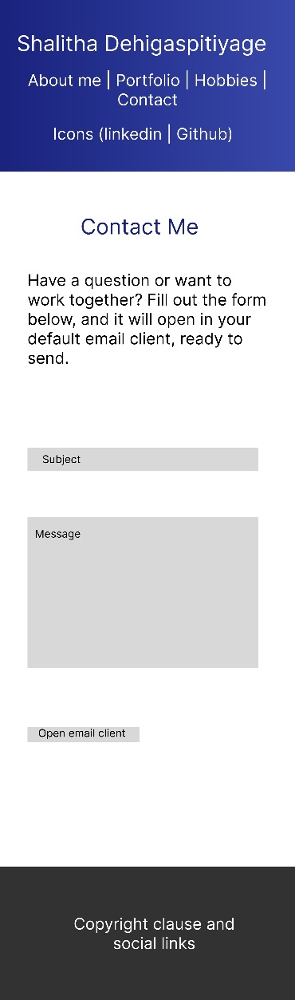 Shalitha Dehigaspitiyage
About me | Portfolio | Hobbies |
Contact
Icons (linkedin | Github)
Contact Me
Have a question or want to
work together? Fill out the form
below, and it will open in your
default email client, ready to
send.
Subject
Message
Open email client
Copyright clause and
social links